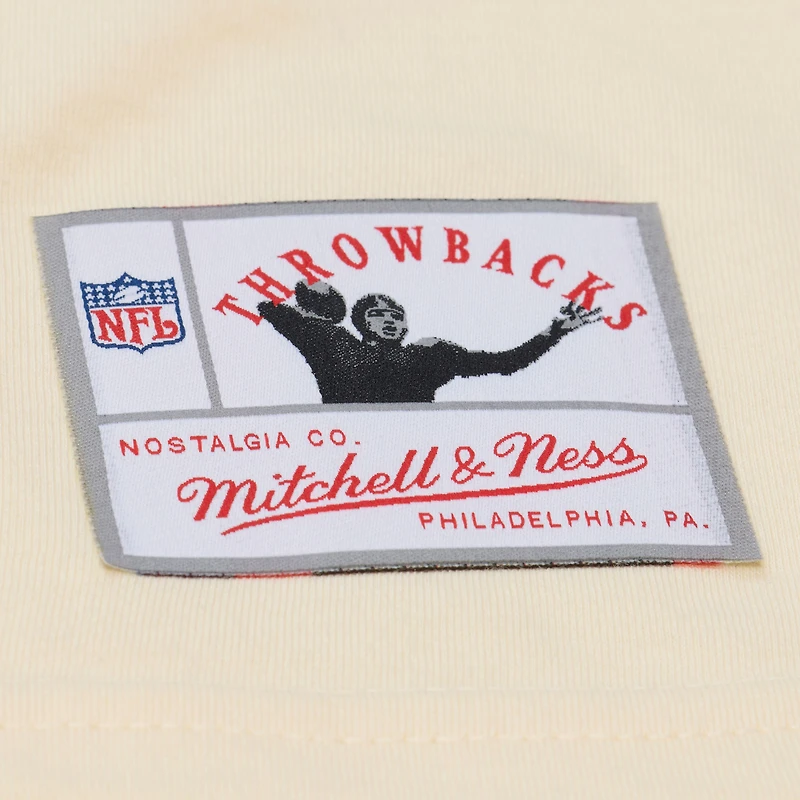 THROWBACKS
NFL
NOSTALGIA CO.
Mitchell & Ness
PHILADELPHIA, PA.